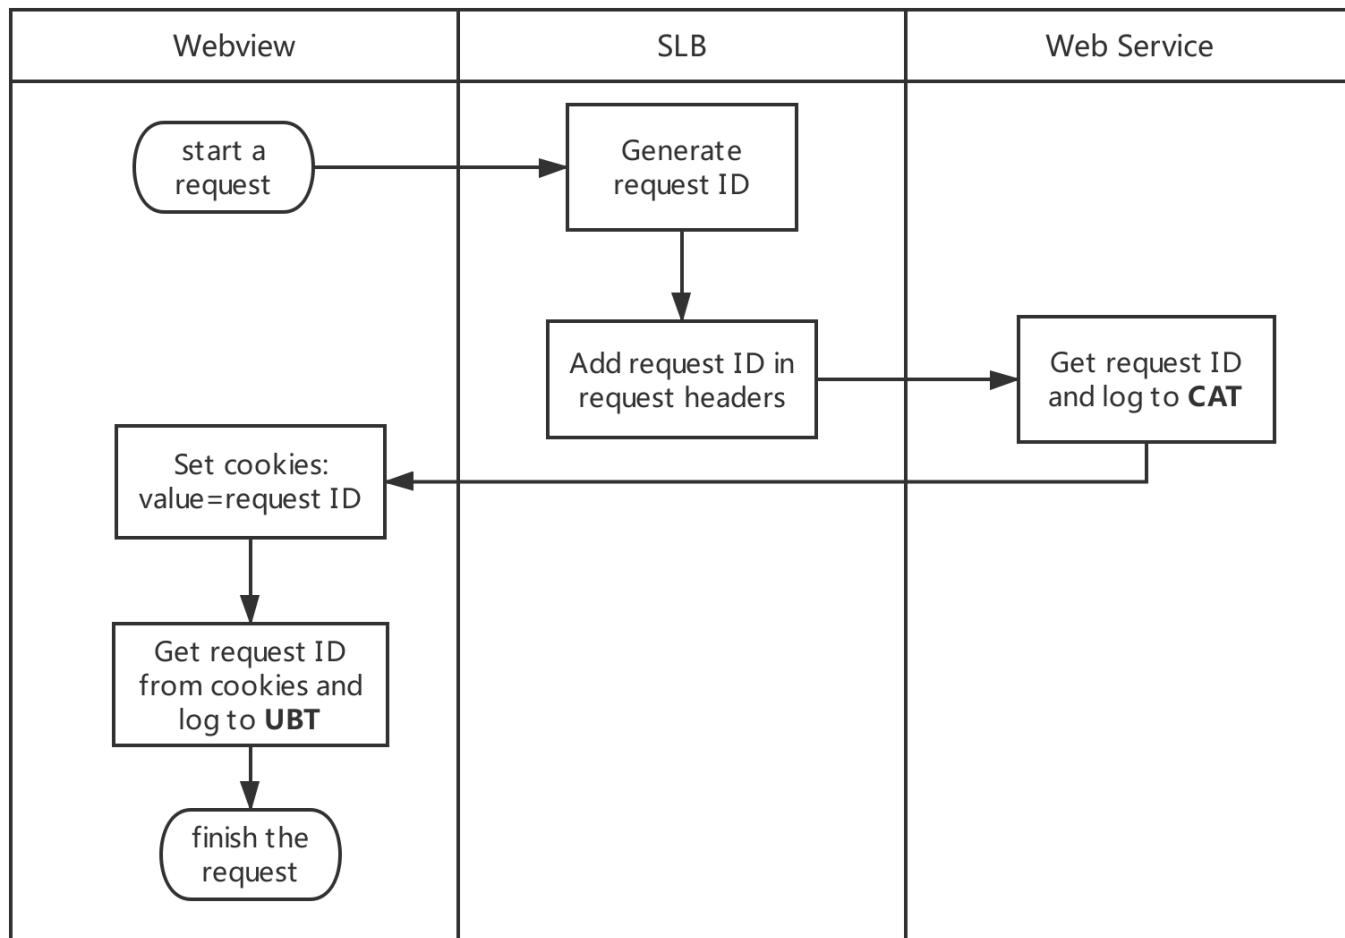 Webview
SLB
Web Service
start a
request
Generate
request ID
Add request ID in
request headers
Get request ID
and log to CAT
Set cookies:
value=request ID
Get request ID
from cookies and
log to UBT
finish the
request